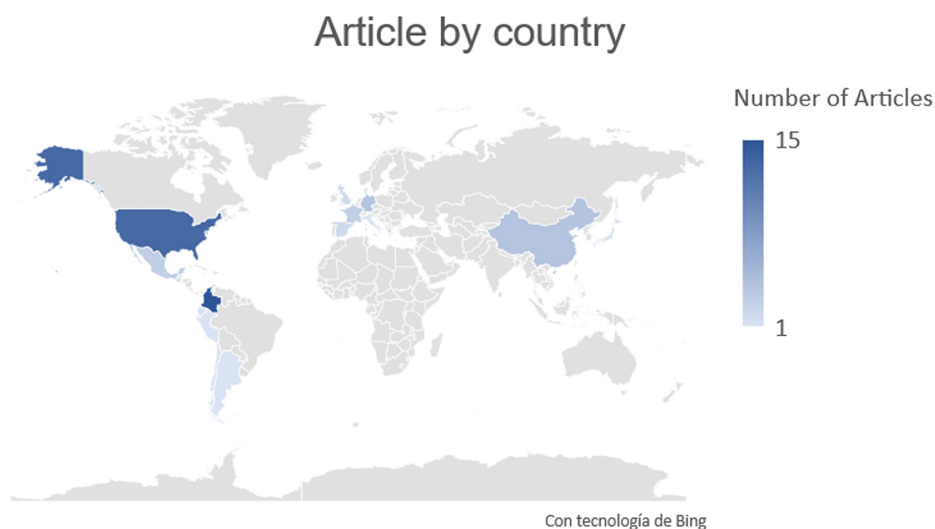 Article by country
Number of Articles
15
1
Con tecnología de Bing